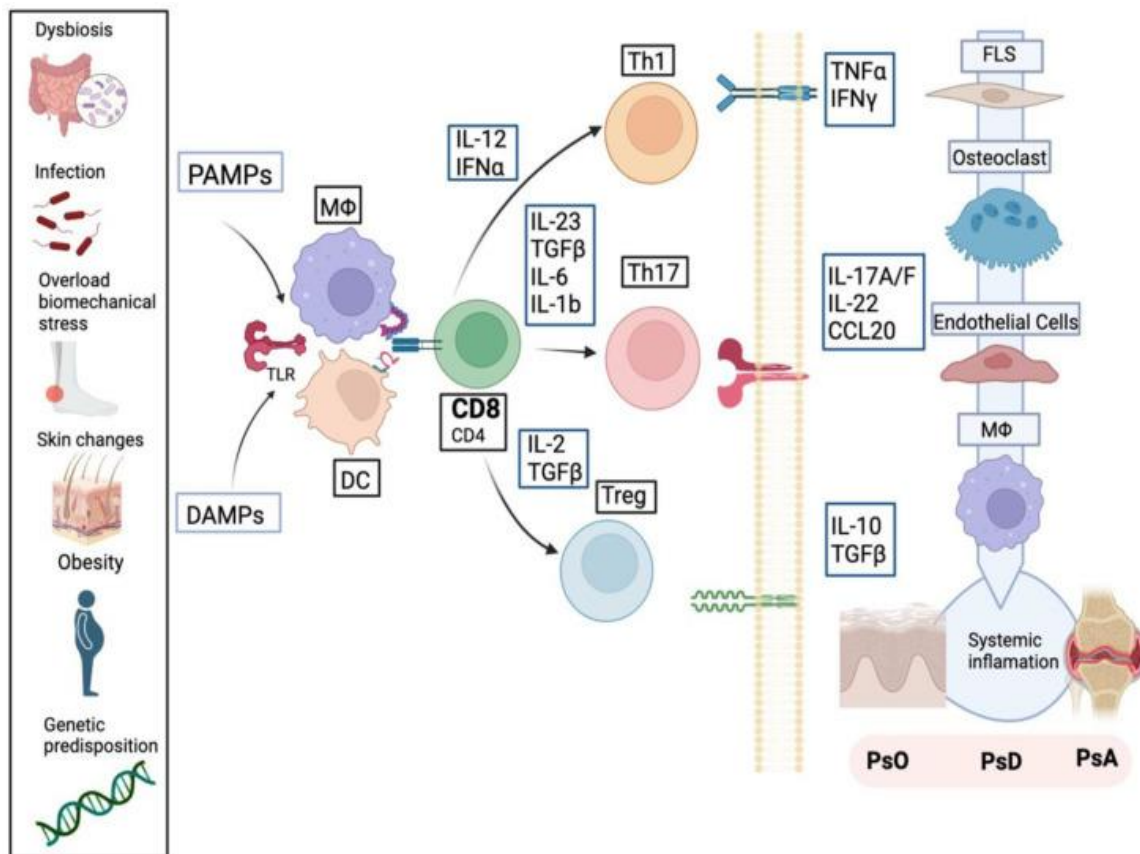 Dysbiosis
Infection
Overload
biomechanical
stress
Skin changes
Obesity
Genetic
predisposition
PAMPs
DAMPs
MΦ
TLR
DC
CD8
CD4
IL-12
IFNα
IL-23
TGFβ
IL-6
IL-1b
IL-2
TGFβ
Th1
Th17
Treg
TNFα
IFNγ
IL-17A/F
IL-22
CCL20
IL-10
TGFβ
FLS
Osteoclast
Endothelial Cells
MΦ
Systemic
inflamation
PsO PsD PsA